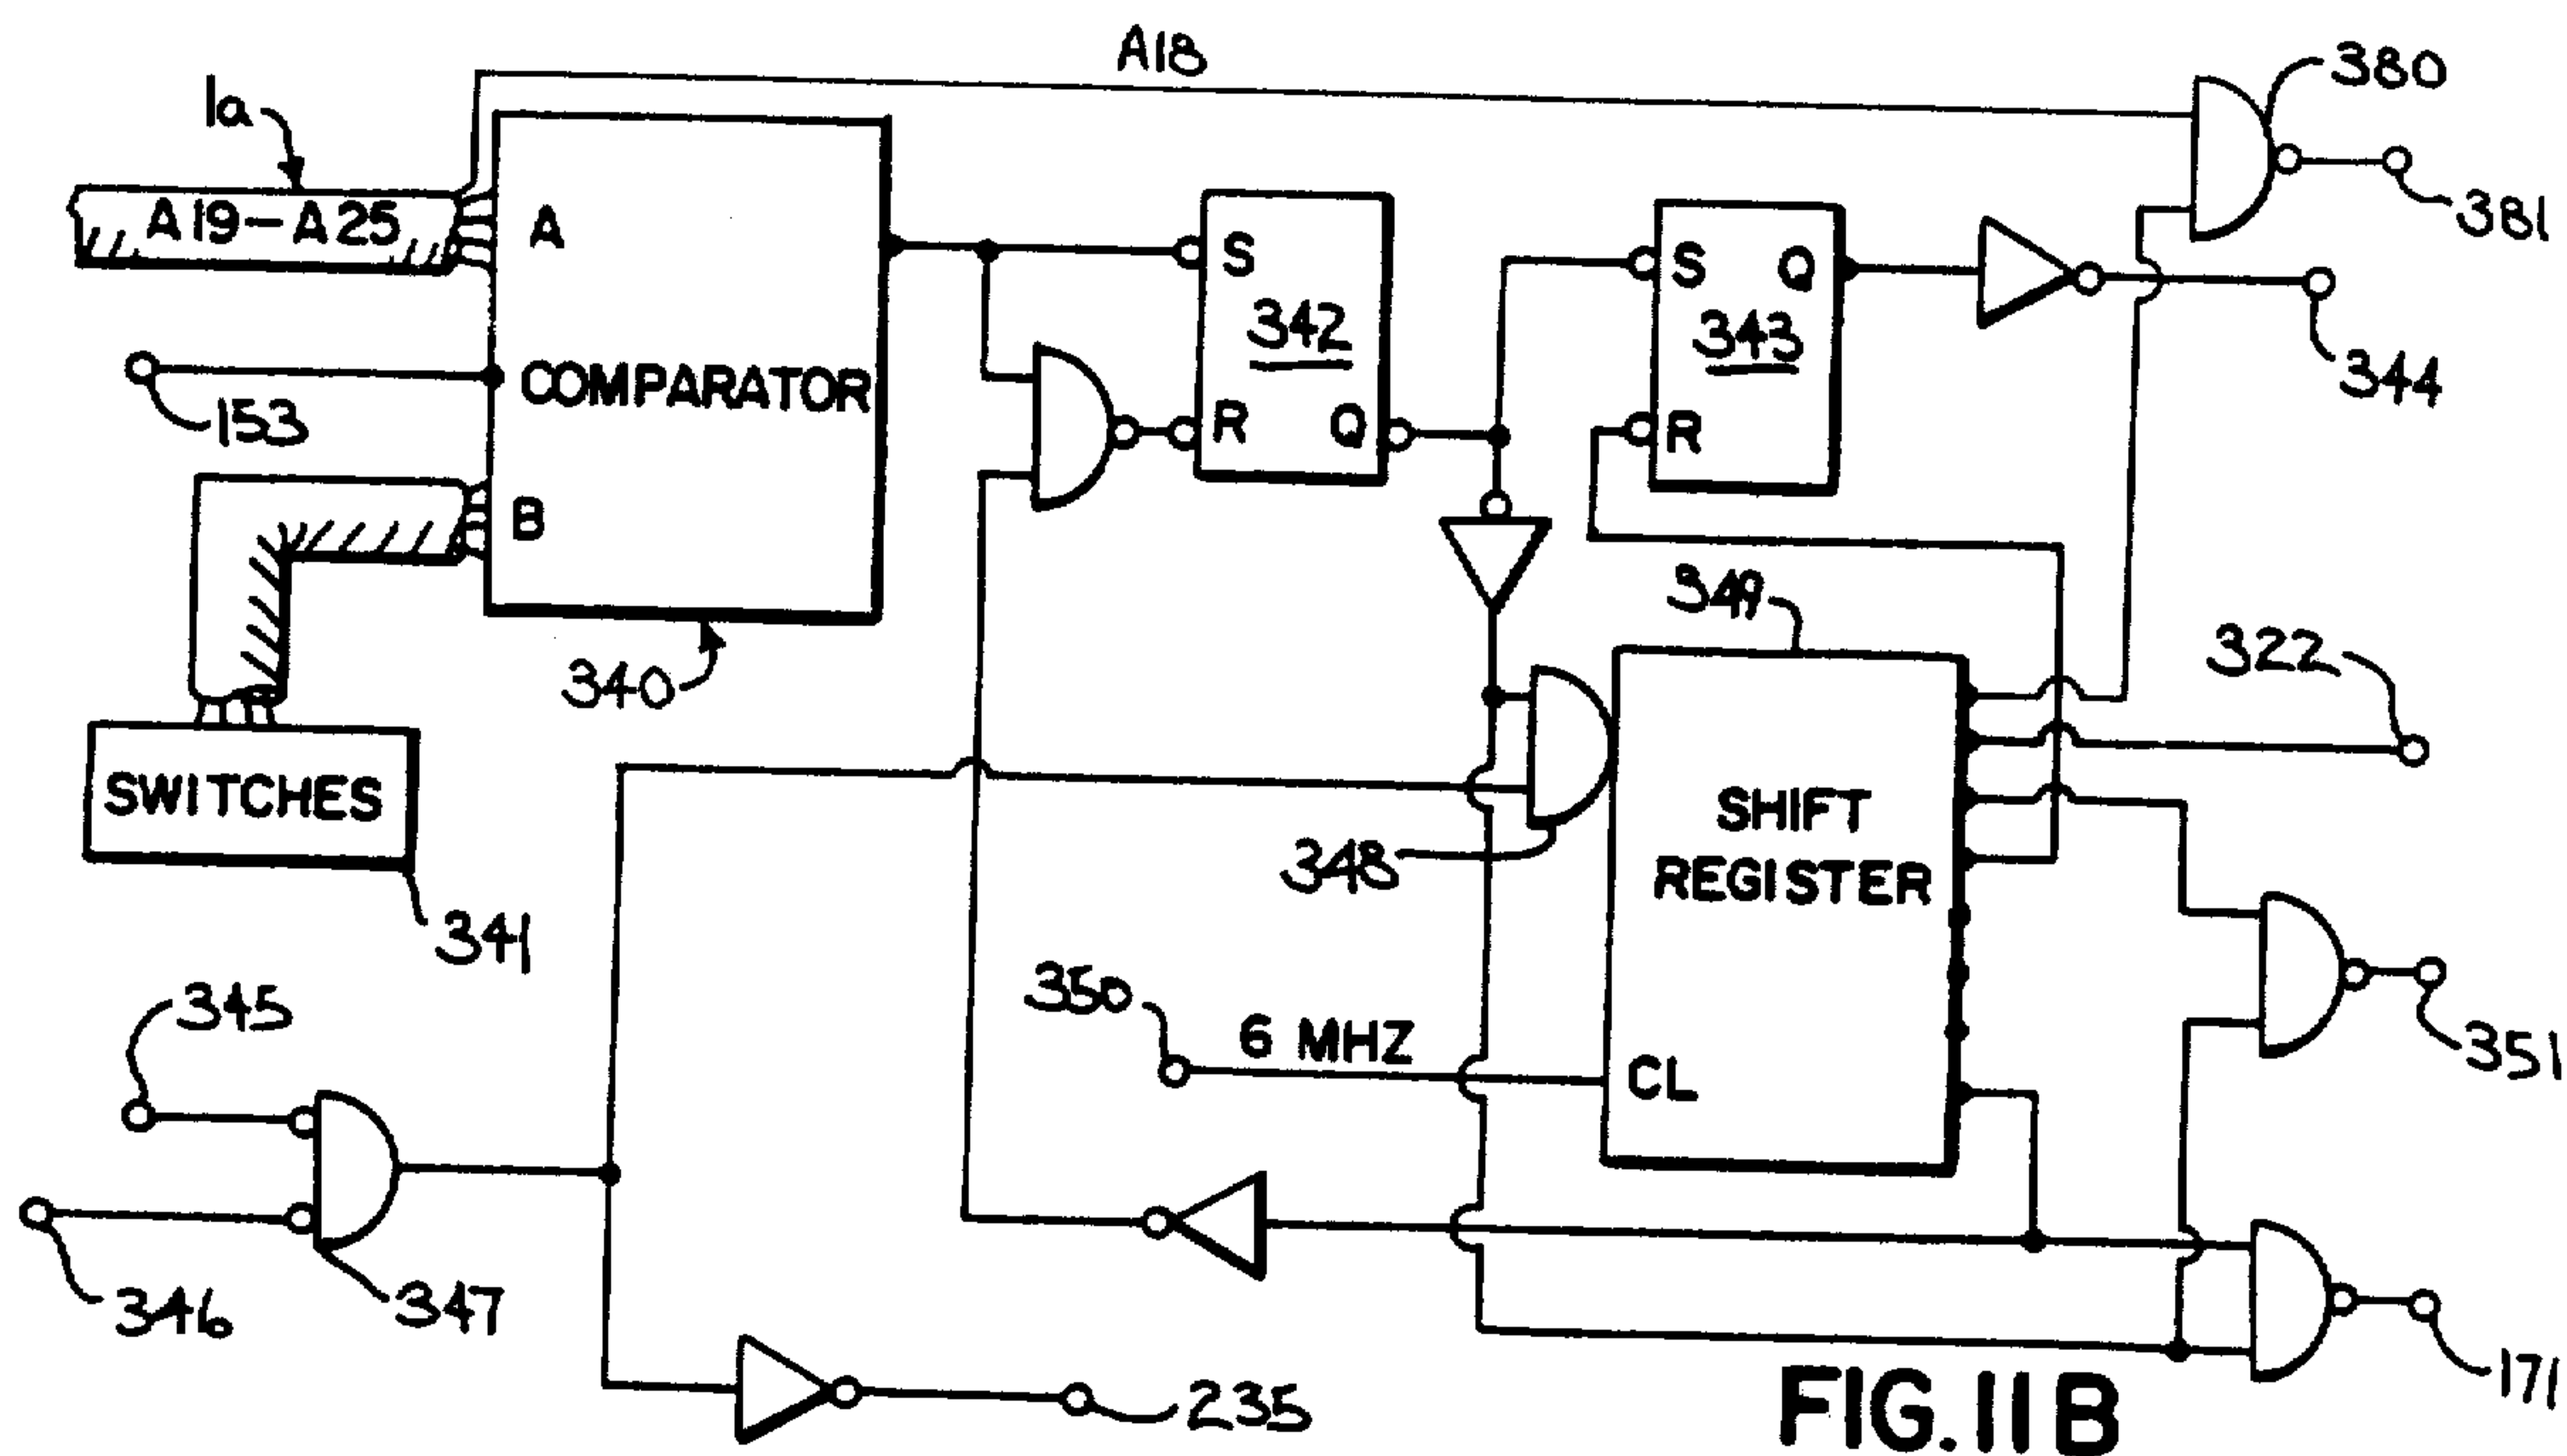 A18
380
1a
A19-A25
A
381
S
342
S
Q
343
344
COMPARATOR
153
R
Q
R
B
349
322
340
SWITCHES
SHIFT
REGISTER
348
341
345
350
6 MHZ
CL
351
346
347
171
235
FIG. 11B